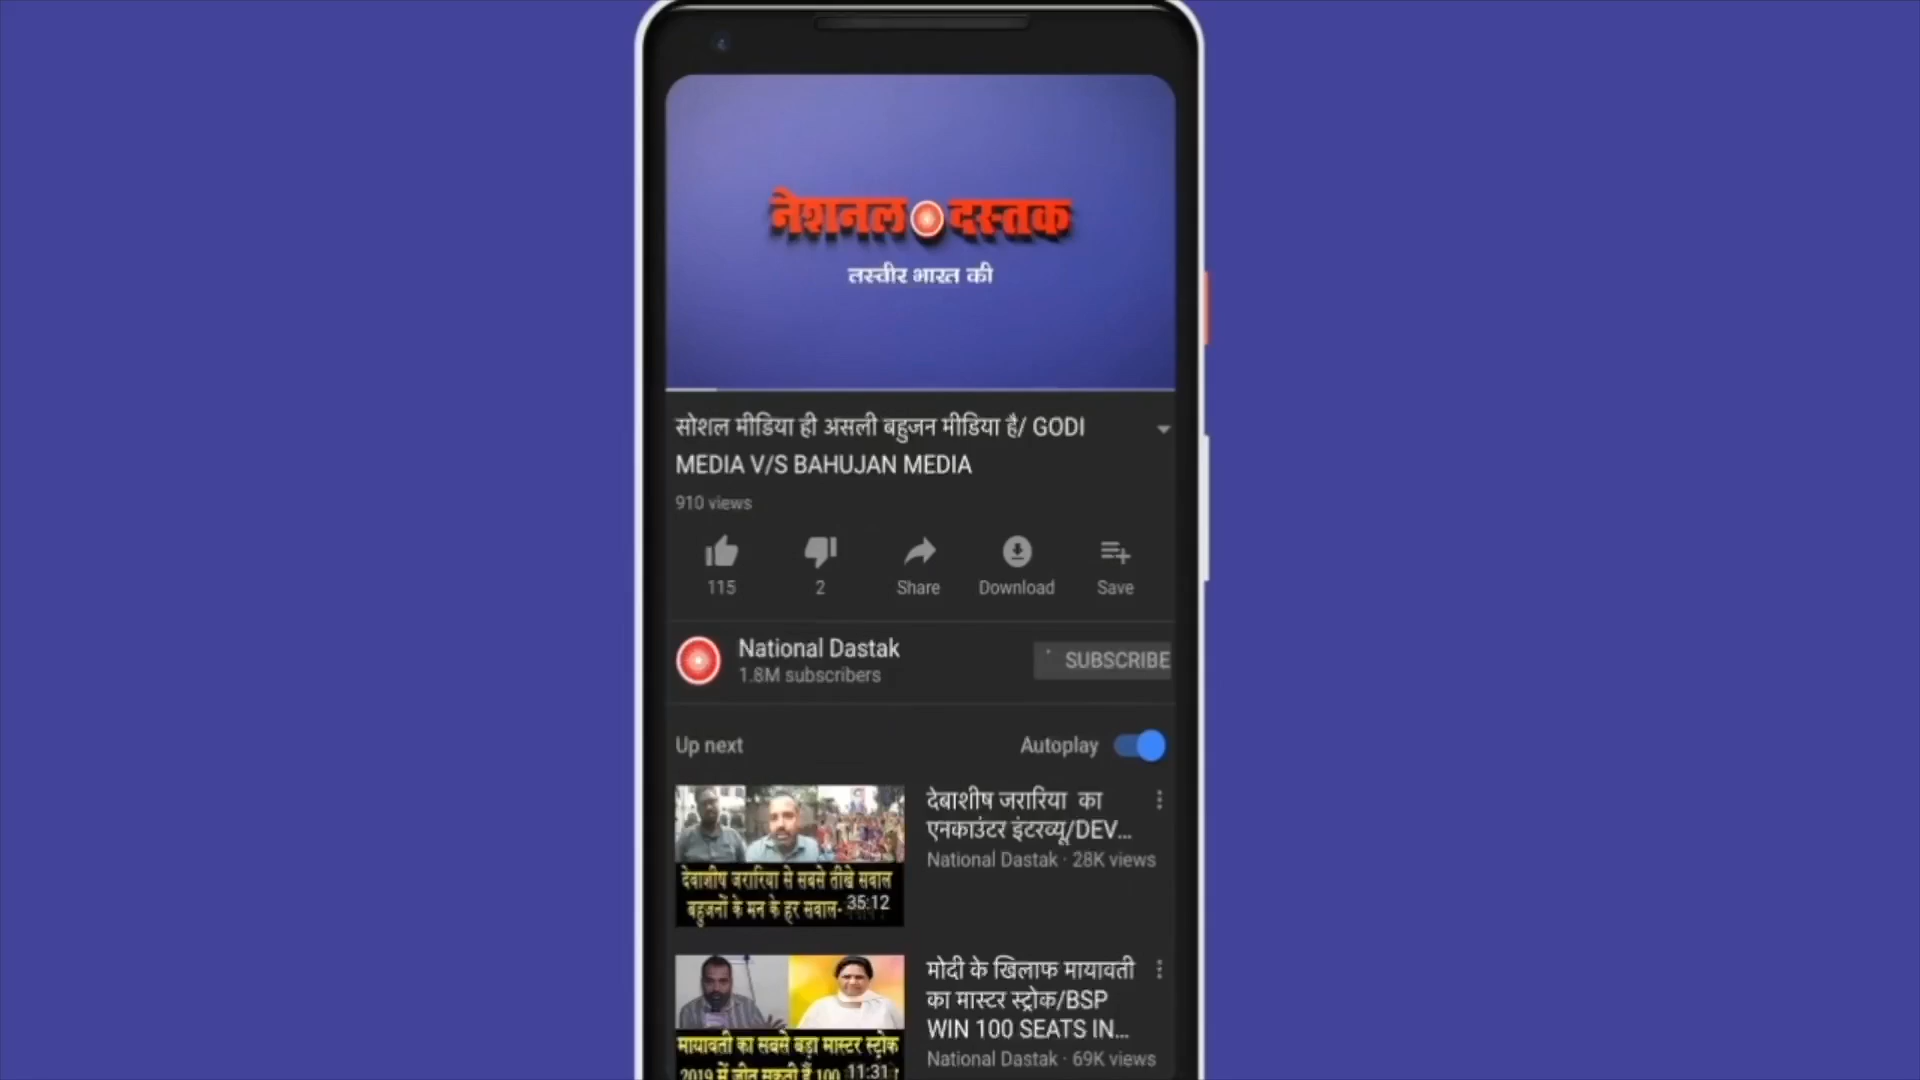 नेशनल दस्तक
तस्वीर भारत की
सोशल मीडिया ही असली बहुजन मीडिया है/ GODI
MEDIA V/S BAHUJAN MEDIA
910 views
115
2
Share
Download
Save
National Dastak
1.8M subscribers
SUBSCRIBE
Up next
Autoplay
देबाशीष जरारिया से सबसे तीखे सवाल
बहुजनों के मन के हर सवाल-
35:12
देबाशीष जरारिया का
एनकाउंटर इंटरव्यू/DEV...
National Dastak · 28K views
मायावती का सबसे बड़ा मास्टर स्ट्रोक
2019 में जीत सकती हैं 100
11:31
मोदी के खिलाफ मायावती
का मास्टर स्ट्रोक/BSP
WIN 100 SEATS IN...
National Dastak · 69K views